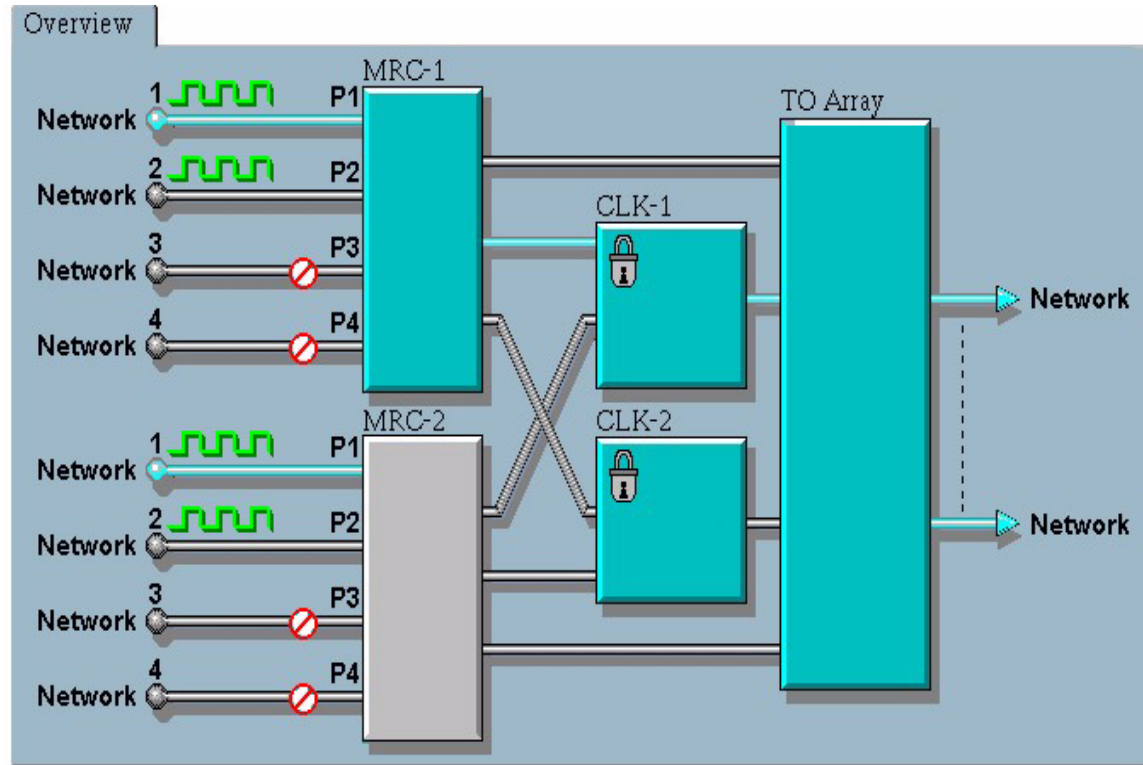 Overview
MRC-1
1 P1
Network
2 P2
Network
3 P3
Network
4 P4
Network
MRC-2
1 P1
Network
2 P2
Network
3 P3
Network
4 P4
Network
CLK-1
CLK-2
TO Array
Network
Network